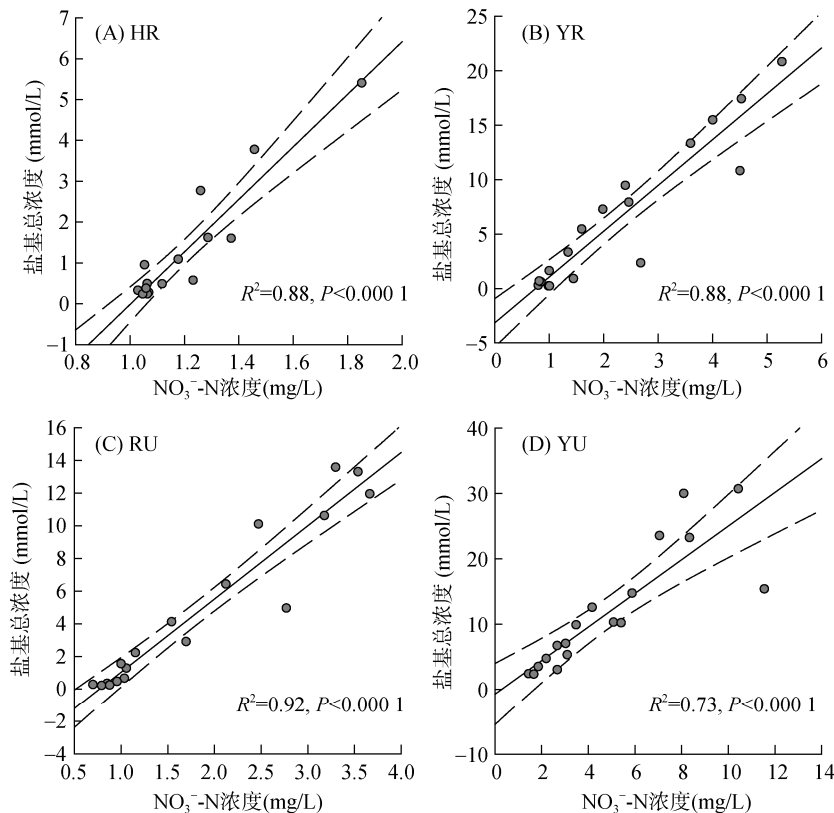 (A) HR
盐基总浓度 (mmol/L)
7
6
5
4
3
2
1
0
−1
R²=0.88, P<0.000 1
0.8 1.0 1.2 1.4 1.6 1.8 2.0
NO₃⁻-N浓度(mg/L)
(B) YR
盐基总浓度 (mmol/L)
25
20
15
10
5
0
−5
R²=0.88, P<0.000 1
0 1 2 3 4 5 6
NO₃⁻-N浓度(mg/L)
(C) RU
盐基总浓度 (mmol/L)
16
14
12
10
8
6
4
2
0
−2
−4
R²=0.92, P<0.000 1
0.5 1.0 1.5 2.0 2.5 3.0 3.5 4.0
NO₃⁻-N浓度(mg/L)
(D) YU
盐基总浓度 (mmol/L)
40
30
20
10
0
−10
R²=0.73, P<0.000 1
0 2 4 6 8 10 12 14
NO₃⁻-N浓度(mg/L)